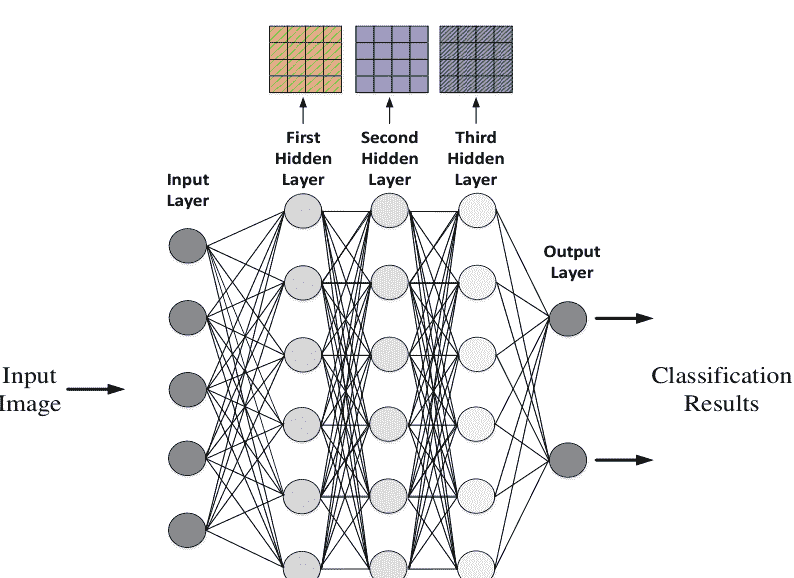 First
Hidden
Layer
Second
Hidden
Layer
Third
Hidden
Layer
Input
Layer
Output
Layer
Input
Image
Classification
Results